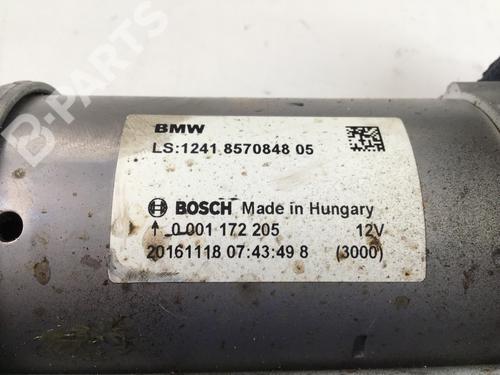 B-PARTS
BMW
LS:1241 8570848 05
BOSCH Made in Hungary
↑ 0 001 172 205 12V
20161118 07:43:49 8 (3000)